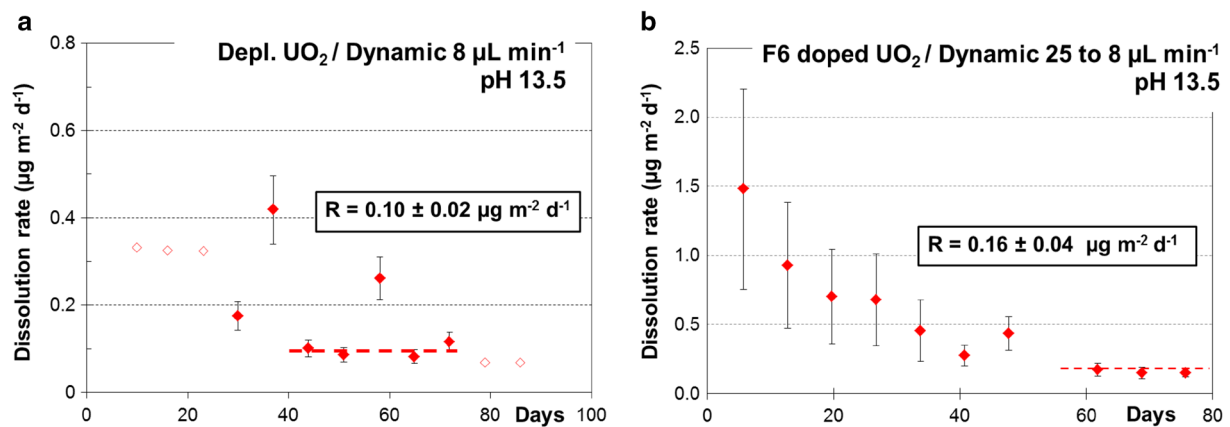 a
Depl. UO₂ / Dynamic 8 µL min⁻¹
pH 13.5
Dissolution rate (µg m⁻² d⁻¹)
0.8
0.6
0.4
0.2
0
R = 0.10 ± 0.02 µg m⁻² d⁻¹
0 20 40 60 80 Days 100
b
F6 doped UO₂ / Dynamic 25 to 8 µL min⁻¹
pH 13.5
Dissolution rate (µg m⁻² d⁻¹)
2.5
2.0
1.5
1.0
0.5
0.0
R = 0.16 ± 0.04 µg m⁻² d⁻¹
0 20 40 60 Days 80